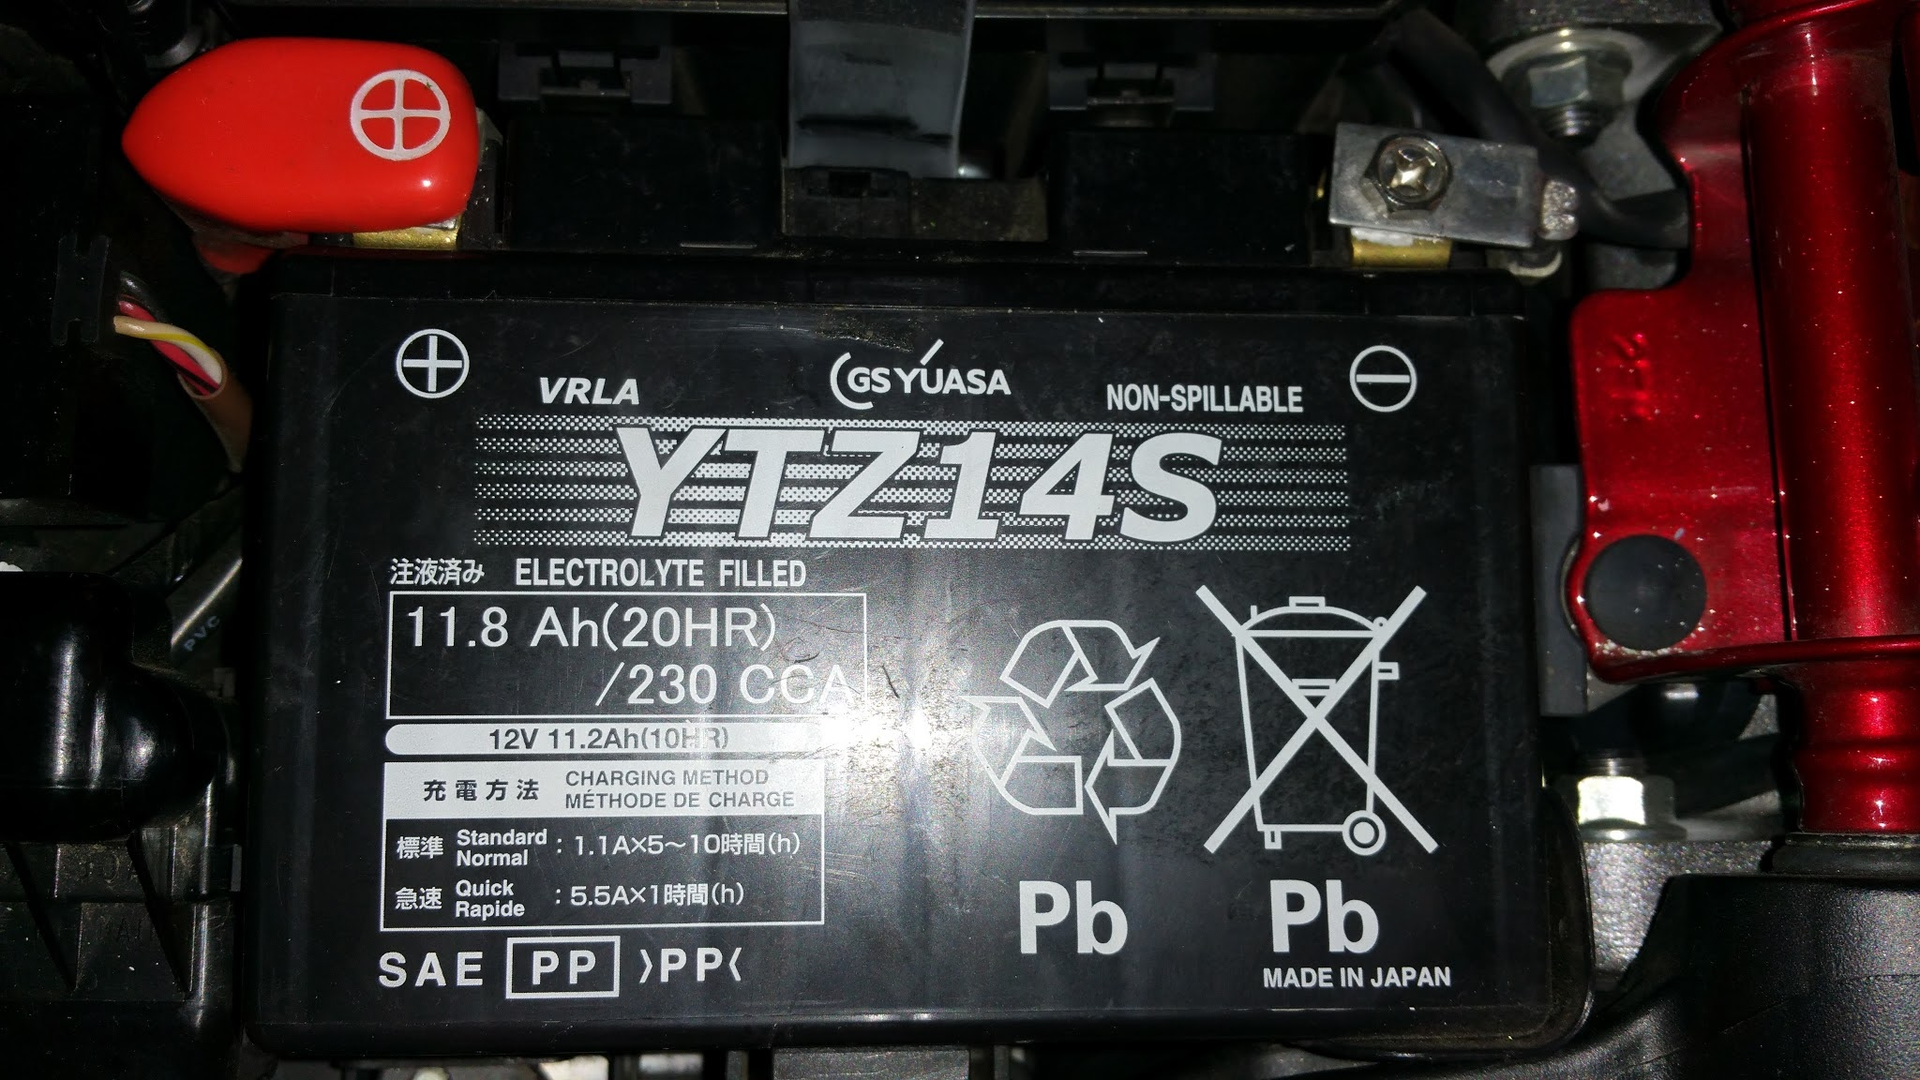 VRLA
GS YUASA
NON-SPILLABLE
YTZ14S
注液済み ELECTROLYTE FILLED
11.8 Ah(20HR)
/230 CCA
12V 11.2Ah(10HR)
充電方法 CHARGING METHOD
MÉTHODE DE CHARGE
標準 Standard Normal : 1.1A×5～10時間(h)
急速 Quick Rapide : 5.5A×1時間(h)
SAE PP >PP<
Pb
Pb
MADE IN JAPAN
PVC